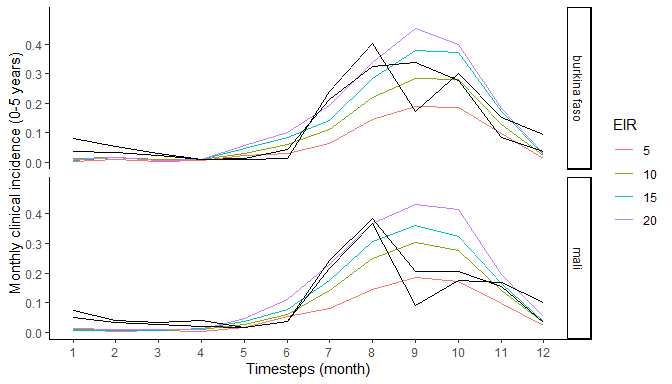 Monthly clinical incidence (0-5 years)
0.4
0.3
0.2
0.1
0.0
burkina faso
0.4
0.3
0.2
0.1
0.0
mali
1 2 3 4 5 6 7 8 9 10 11 12
Timesteps (month)
EIR
5
10
15
20